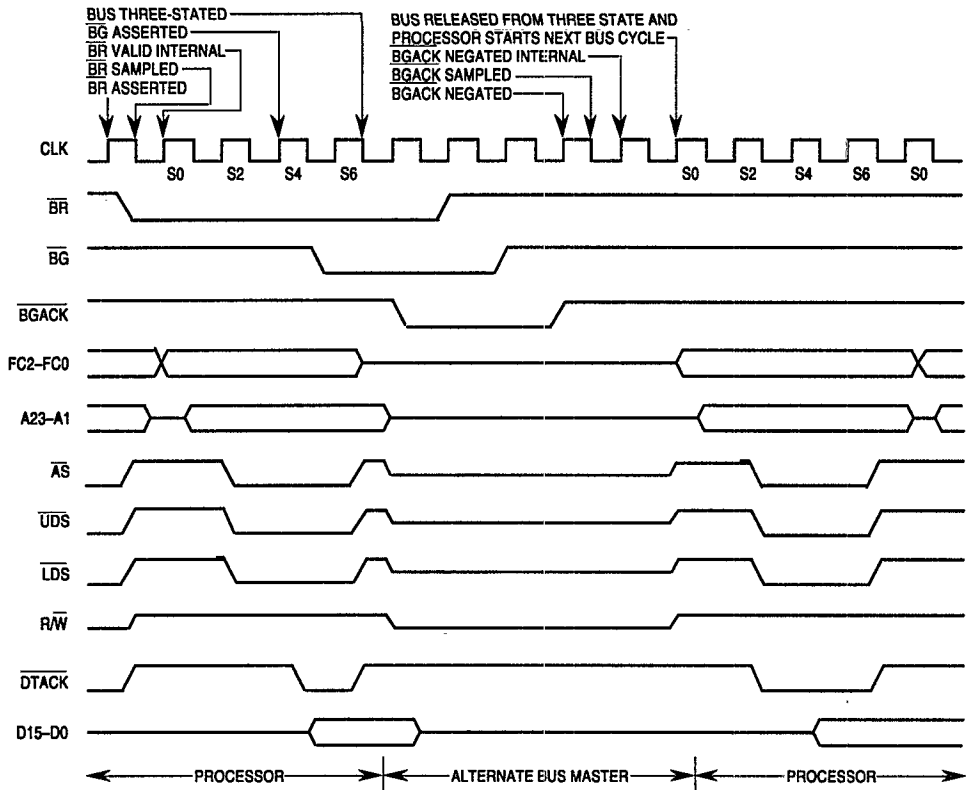 BUS THREE-STATED
BG ASSERTED
BR VALID INTERNAL
BR SAMPLED
BR ASSERTED
BUS RELEASED FROM THREE STATE AND
PROCESSOR STARTS NEXT BUS CYCLE
BGACK NEGATED INTERNAL
BGACK SAMPLED
BGACK NEGATED
CLK
S0 S2 S4 S6 S0 S2 S4 S6 S0
BR
BG
BGACK
FC2–FC0
A23–A1
AS
UDS
LDS
R/W
DTACK
D15–D0
PROCESSOR ALTERNATE BUS MASTER PROCESSOR